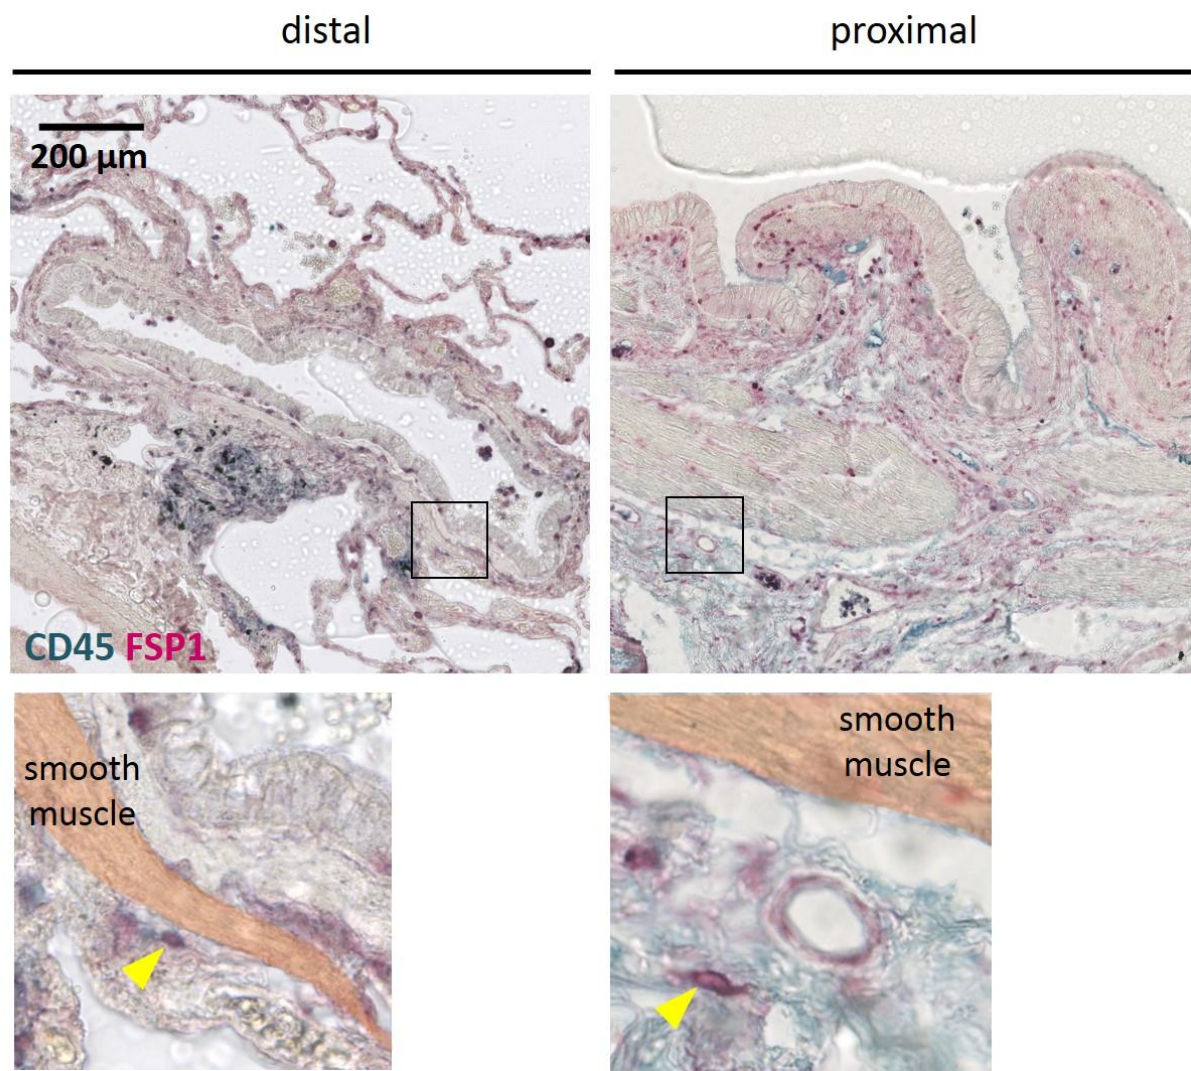 distal
proximal
200 μm
CD45 FSP1
smooth
muscle
smooth
muscle